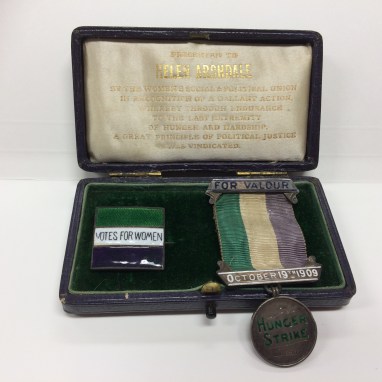 PRESENTED TO
HELEN ARCHDALE
BY THE WOMEN'S SOCIAL & POLITICAL UNION
IN RECOGNITION OF A GALLANT ACTION,
WHEREBY THROUGH ENDURANCE
TO THE LAST EXTREMITY
OF HUNGER AND HARDSHIP,
A GREAT PRINCIPLE OF POLITICAL JUSTICE
WAS VINDICATED.
FOR VALOUR
VOTES FOR WOMEN
OCTOBER 19TH 1909
HUNGER
STRIKE